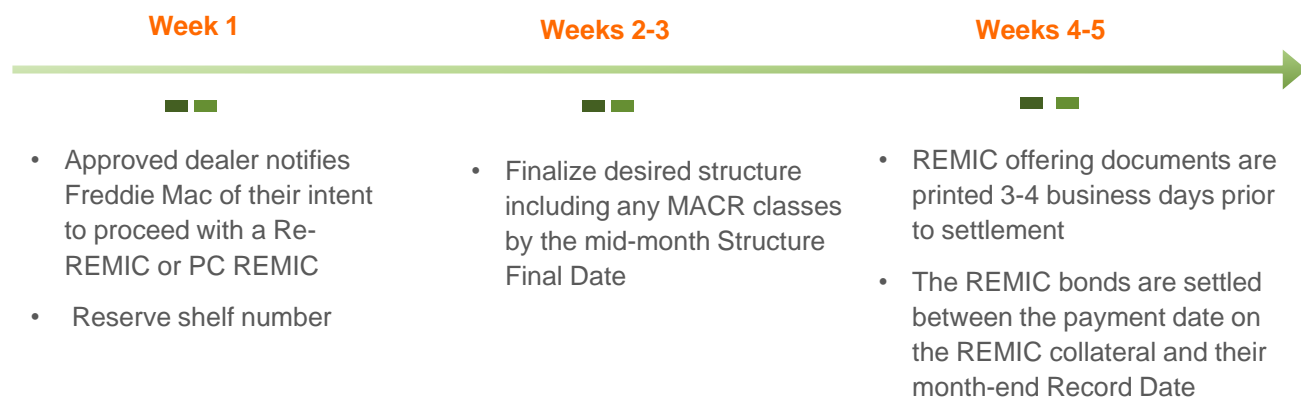 Week 1
• Approved dealer notifies
Freddie Mac of their intent
to proceed with a Re-
REMIC or PC REMIC
• Reserve shelf number
Weeks 2-3
• Finalize desired structure
including any MACR classes
by the mid-month Structure
Final Date
Weeks 4-5
• REMIC offering documents are
printed 3-4 business days prior
to settlement
• The REMIC bonds are settled
between the payment date on
the REMIC collateral and their
month-end Record Date